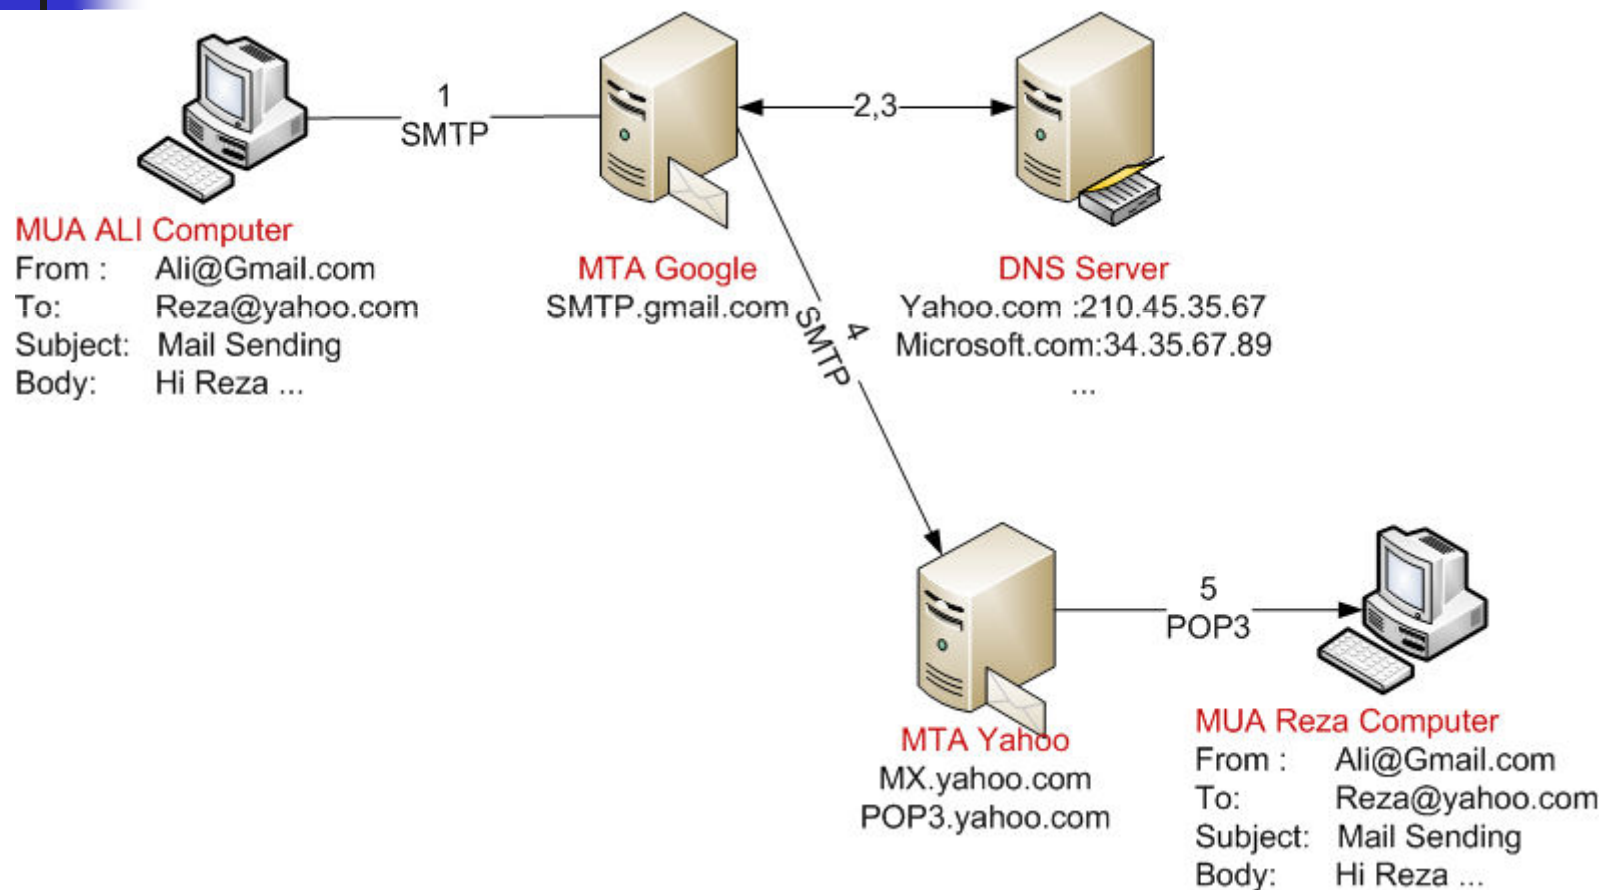 1
SMTP
2,3
MUA ALI Computer
From : Ali@Gmail.com
To: Reza@yahoo.com
Subject: Mail Sending
Body: Hi Reza ...
MTA Google
SMTP.gmail.com
DNS Server
Yahoo.com :210.45.35.67
Microsoft.com:34.35.67.89
...
4
SMTP
5
POP3
MTA Yahoo
MX.yahoo.com
POP3.yahoo.com
MUA Reza Computer
From : Ali@Gmail.com
To: Reza@yahoo.com
Subject: Mail Sending
Body: Hi Reza ...